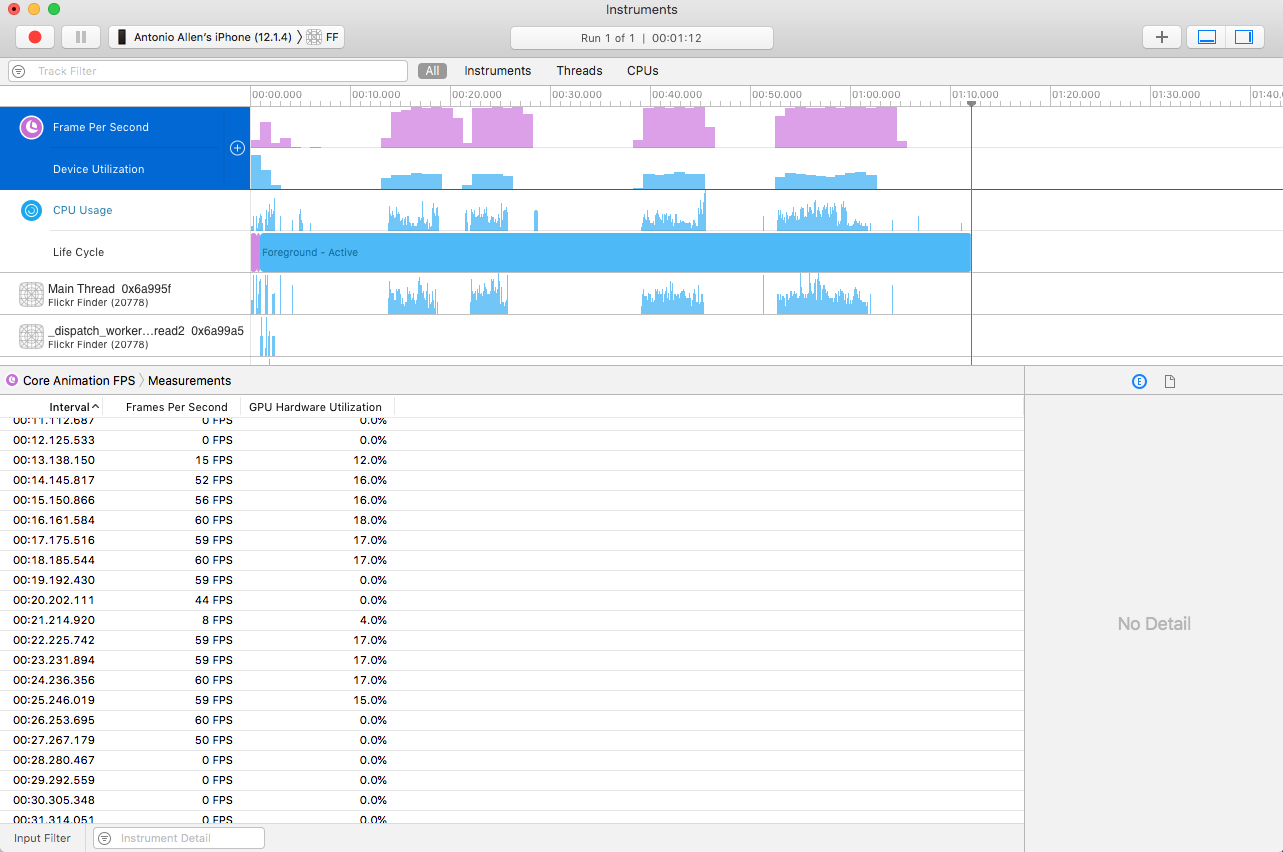 Instruments
Antonio Allen's iPhone (12.1.4) 〉 FF
Run 1 of 1 | 00:01:12
Track Filter
All Instruments Threads CPUs
00:00.000 00:10.000 00:20.000 00:30.000 00:40.000 00:50.000 01:00.000 01:10.000 01:20.000 01:30.000 01:40.
Frame Per Second
Device Utilization
CPU Usage
Life Cycle
Foreground - Active
Main Thread 0x6a995f
Flickr Finder (20778)
_dispatch_worker...read2 0x6a99a5
Flickr Finder (20778)
Core Animation FPS 〉 Measurements
E
Interval Frames Per Second GPU Hardware Utilization
00:11.112.687 0 FPS 0.0%
00:12.125.533 0 FPS 0.0%
00:13.138.150 15 FPS 12.0%
00:14.145.817 52 FPS 16.0%
00:15.150.866 56 FPS 16.0%
00:16.161.584 60 FPS 18.0%
00:17.175.516 59 FPS 17.0%
00:18.185.544 60 FPS 17.0%
00:19.192.430 59 FPS 0.0%
00:20.202.111 44 FPS 0.0%
00:21.214.920 8 FPS 4.0%
00:22.225.742 59 FPS 17.0%
00:23.231.894 59 FPS 17.0%
00:24.236.356 60 FPS 17.0%
00:25.246.019 59 FPS 15.0%
00:26.253.695 60 FPS 0.0%
00:27.267.179 50 FPS 0.0%
00:28.280.467 0 FPS 0.0%
00:29.292.559 0 FPS 0.0%
00:30.305.348 0 FPS 0.0%
00:31.314.051 0 FPS 0.0%
No Detail
Input Filter Instrument Detail